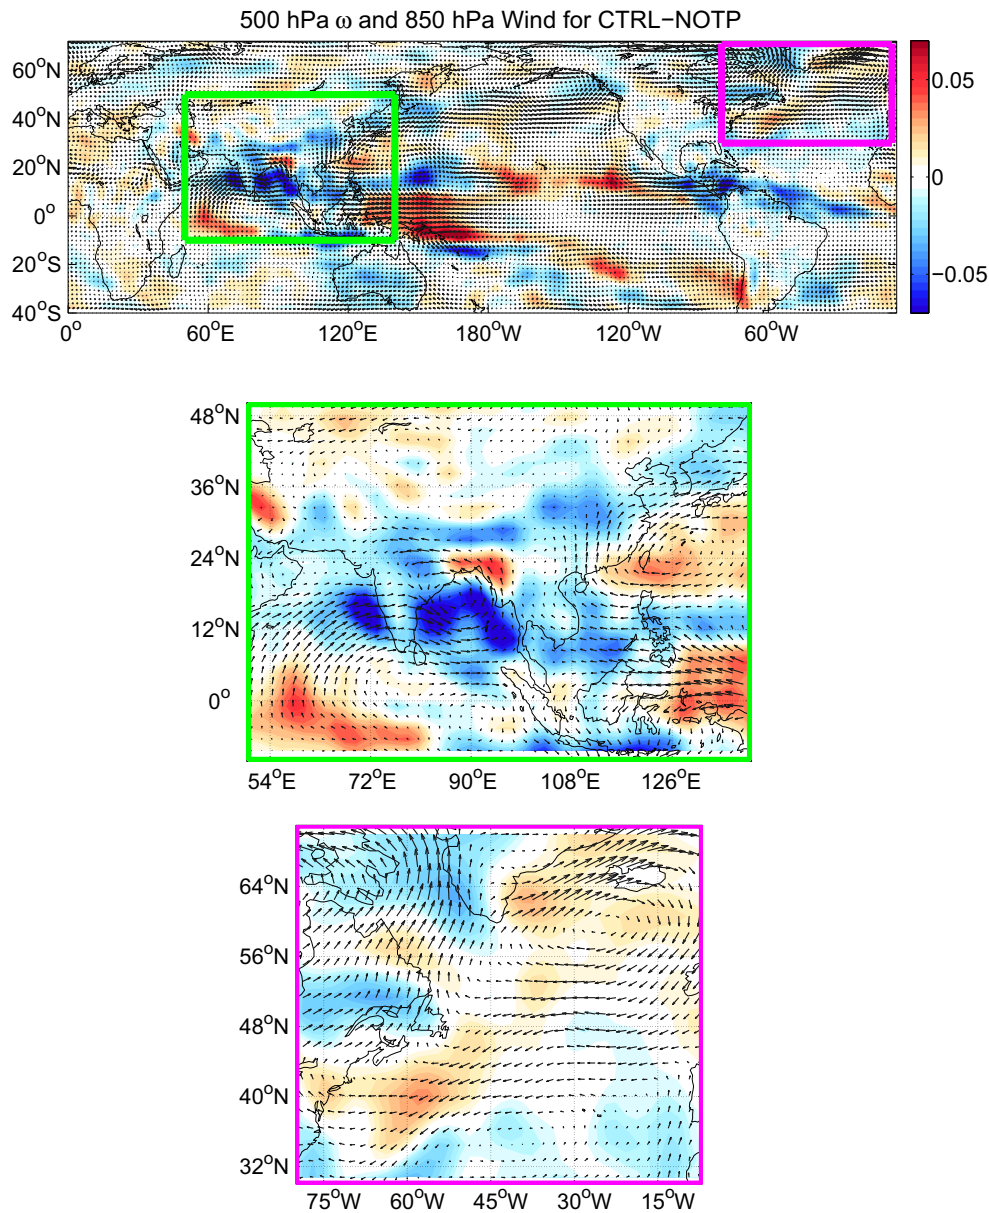 500 hPa ω and 850 hPa Wind for CTRL−NOTP
60°N
40°N
20°N
0°
20°S
40°S
0° 60°E 120°E 180°W 120°W 60°W
0.05
0
−0.05
48°N
36°N
24°N
12°N
0°
54°E 72°E 90°E 108°E 126°E
64°N
56°N
48°N
40°N
32°N
75°W 60°W 45°W 30°W 15°W